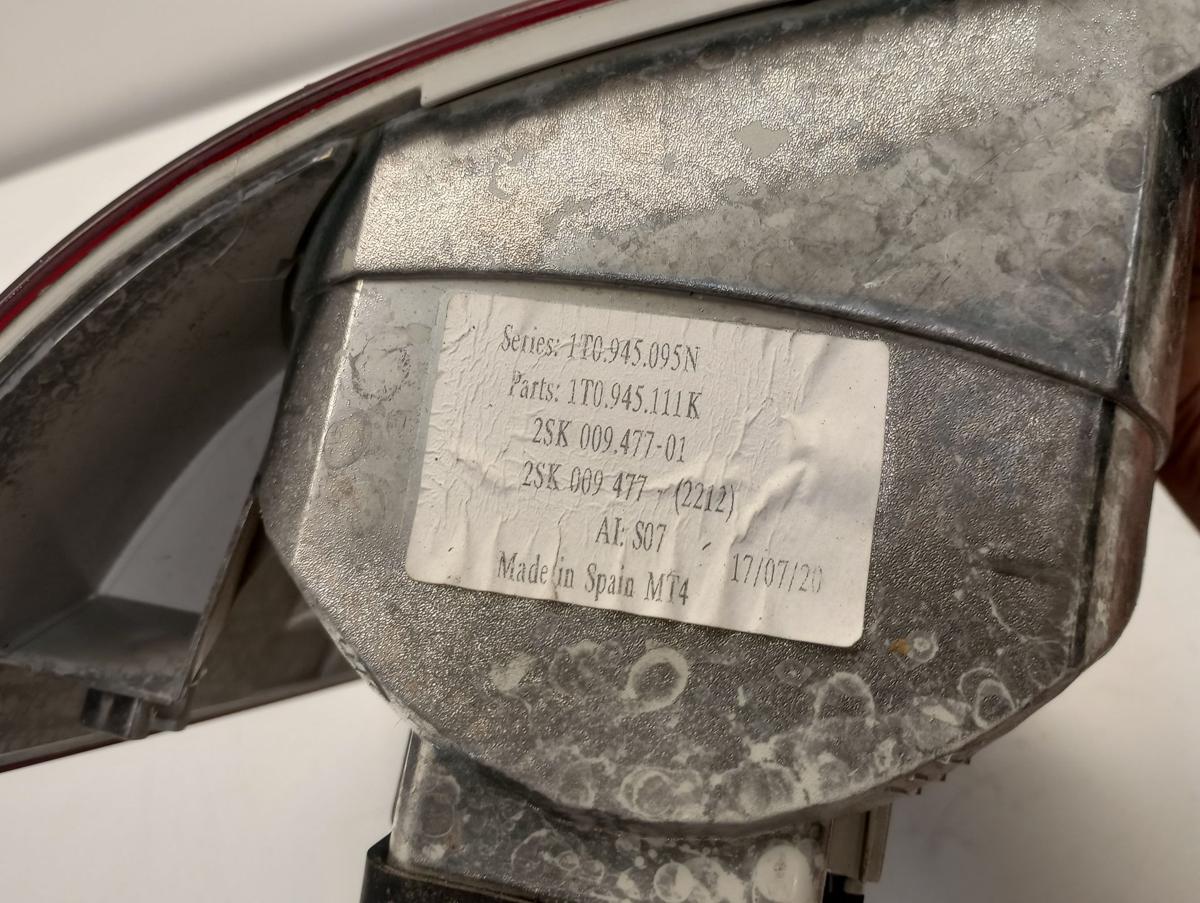 Series: 1T0.945.095N
Parts: 1T0.945.111K
2SK 009.477-01
2SK 009 477 - (2212)
AI: S07
Made in Spain MT4 17/07/20